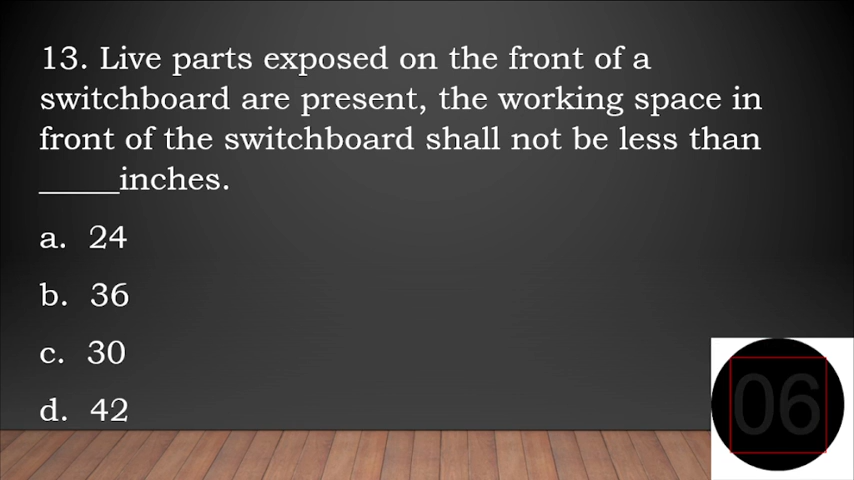 13. Live parts exposed on the front of a
switchboard are present, the working space in
front of the switchboard shall not be less than
_____inches.
a. 24
b. 36
c. 30
d. 42
06